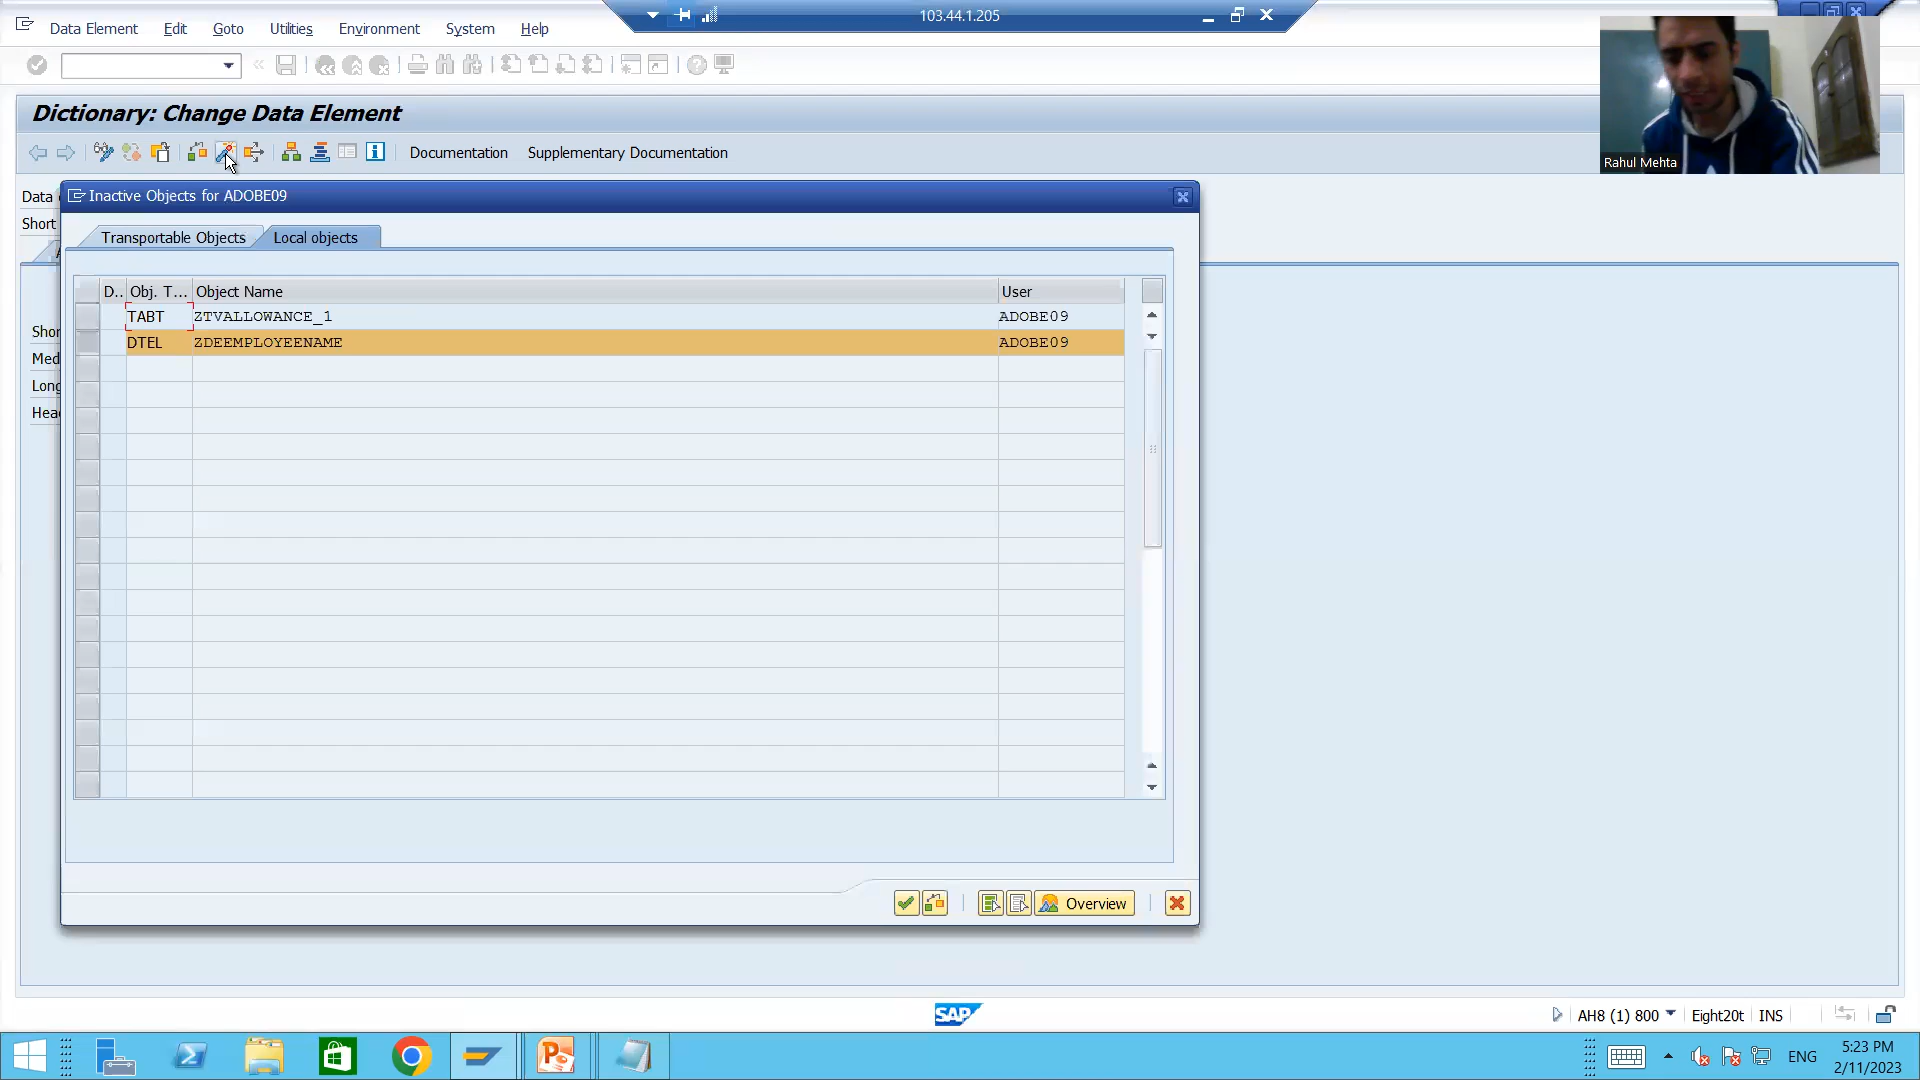 103.44.1.205
Data Element Edit Goto Utilities Environment System Help
Dictionary: Change Data Element
Documentation Supplementary Documentation
Rahul Mehta
Data
Inactive Objects for ADOBE09
Short
Transportable Objects Local objects
D.. Obj. T... Object Name User
TABT ZTVALLOWANCE_1 ADOBE09
Shor
DTEL ZDEEMPLOYEENAME ADOBE09
Med
Long
Head
Overview
SAP
AH8 (1) 800 Eight20t INS
ENG
5:23 PM
2/11/2023